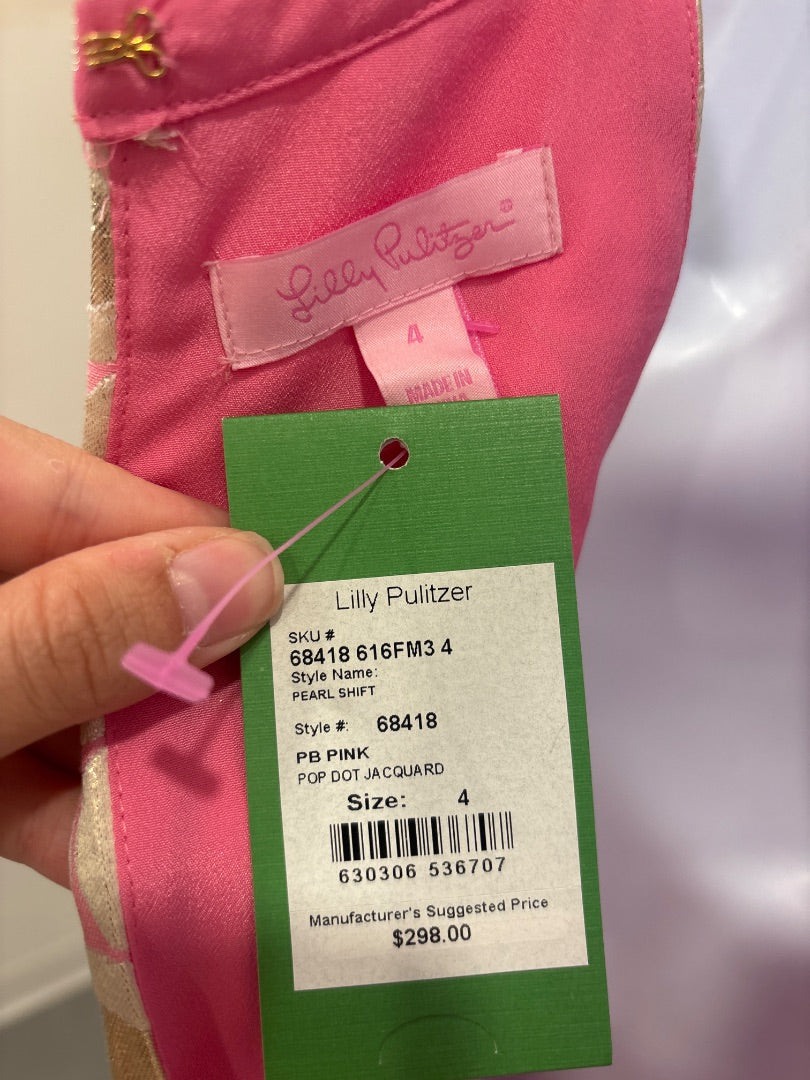 Lilly Pulitzer®
4
MADE IN
Lilly Pulitzer
SKU #
68418 616FM3 4
Style Name:
PEARL SHIFT
Style #: 68418
PB PINK
POP DOT JACQUARD
Size: 4
630306 536707
Manufacturer's Suggested Price
$298.00